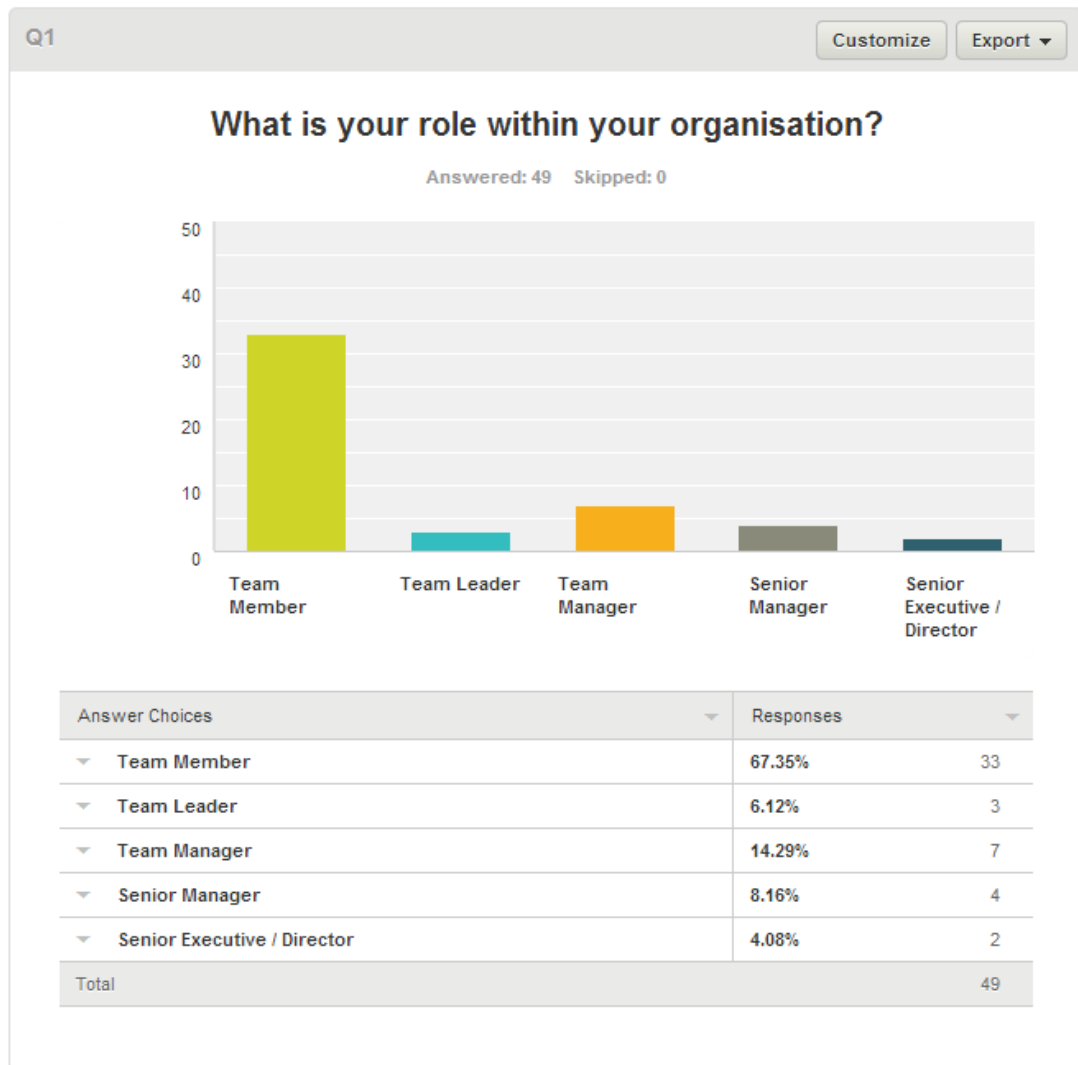 Q1 Customize Export
What is your role within your organisation?
Answered: 49 Skipped: 0
50
40
30
20
10
0
Team Member
Team Leader
Team Manager
Senior Manager
Senior Executive / Director
Answer Choices Responses
Team Member 67.35% 33
Team Leader 6.12% 3
Team Manager 14.29% 7
Senior Manager 8.16% 4
Senior Executive / Director 4.08% 2
Total 49